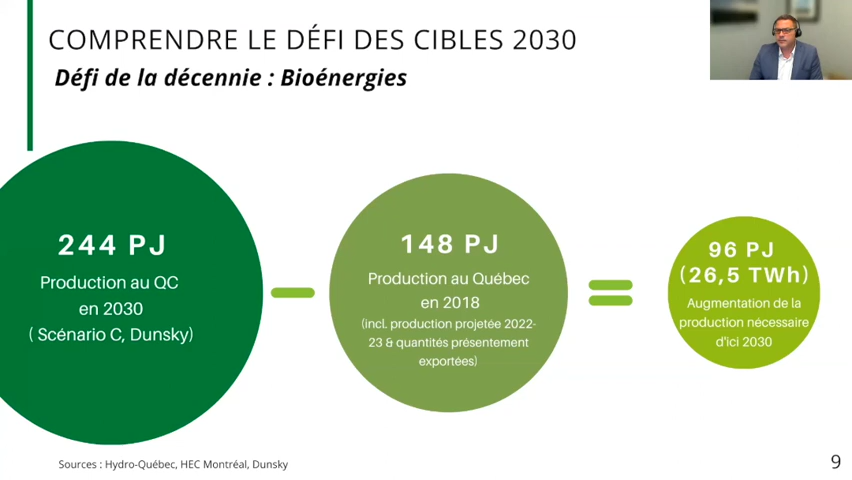 COMPRENDRE LE DÉFI DES CIBLES 2030
Défi de la décennie : Bioénergies
244 PJ
Production au QC
en 2030
( Scénario C, Dunsky)
148 PJ
Production au Québec
en 2018
(incl. production projetée 2022-
23 & quantités présentement
exportées)
96 PJ
(26,5 TWh)
Augmentation de la
production nécessaire
d'ici 2030
Sources : Hydro-Québec, HEC Montréal, Dunsky
9